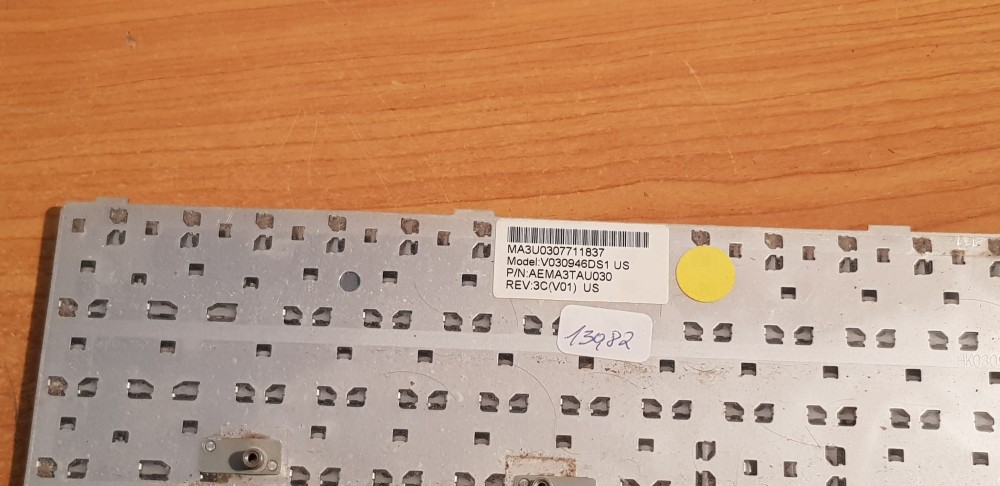 MA3U0307711837
Model:V030946DS1 US
P/N:AEMA3TAU030
REV:3C(V01) US
13982